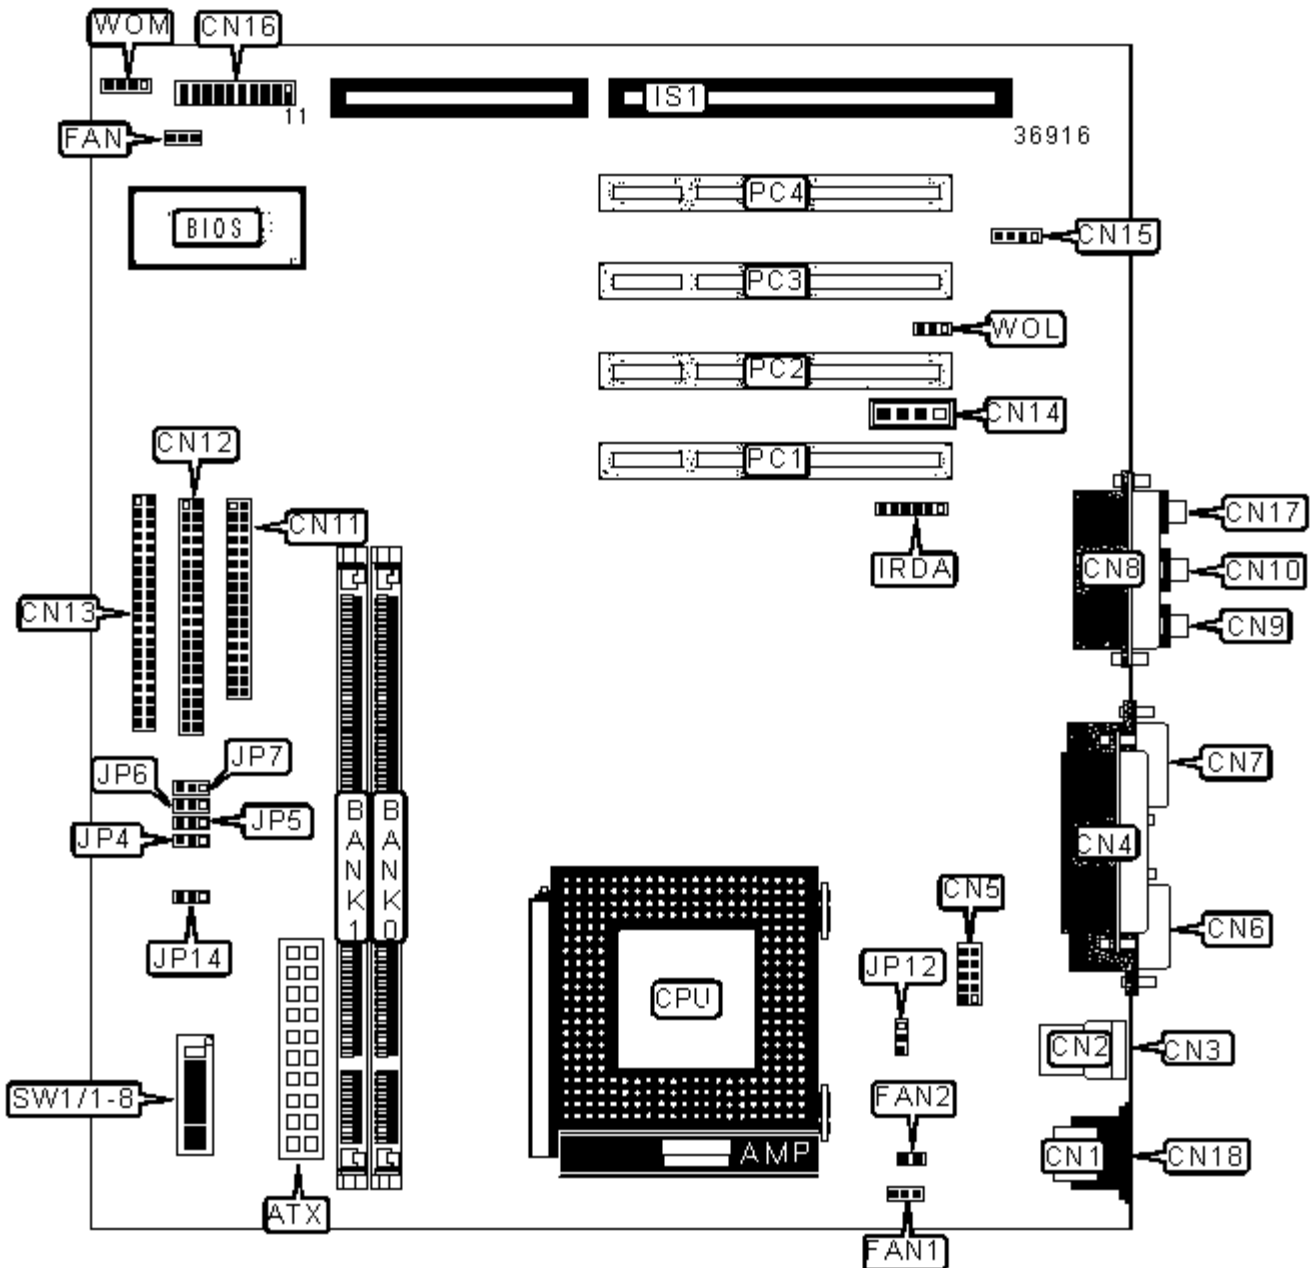 WOM
CN16
IS1
11
36916
FAN
PC4
BIOS
CN15
PC3
WOL
PC2
CN14
CN12
PC1
CN17
CN11
IRDA
CN8
CN10
CN13
CN9
JP7
JP6
CN7
JP5
JP4
BANK1
BANK0
CN4
CN5
CN6
JP14
JP12
CPU
CN2
CN3
SW1/1-8
FAN2
AMP
CN1
CN18
ATX
FAN1